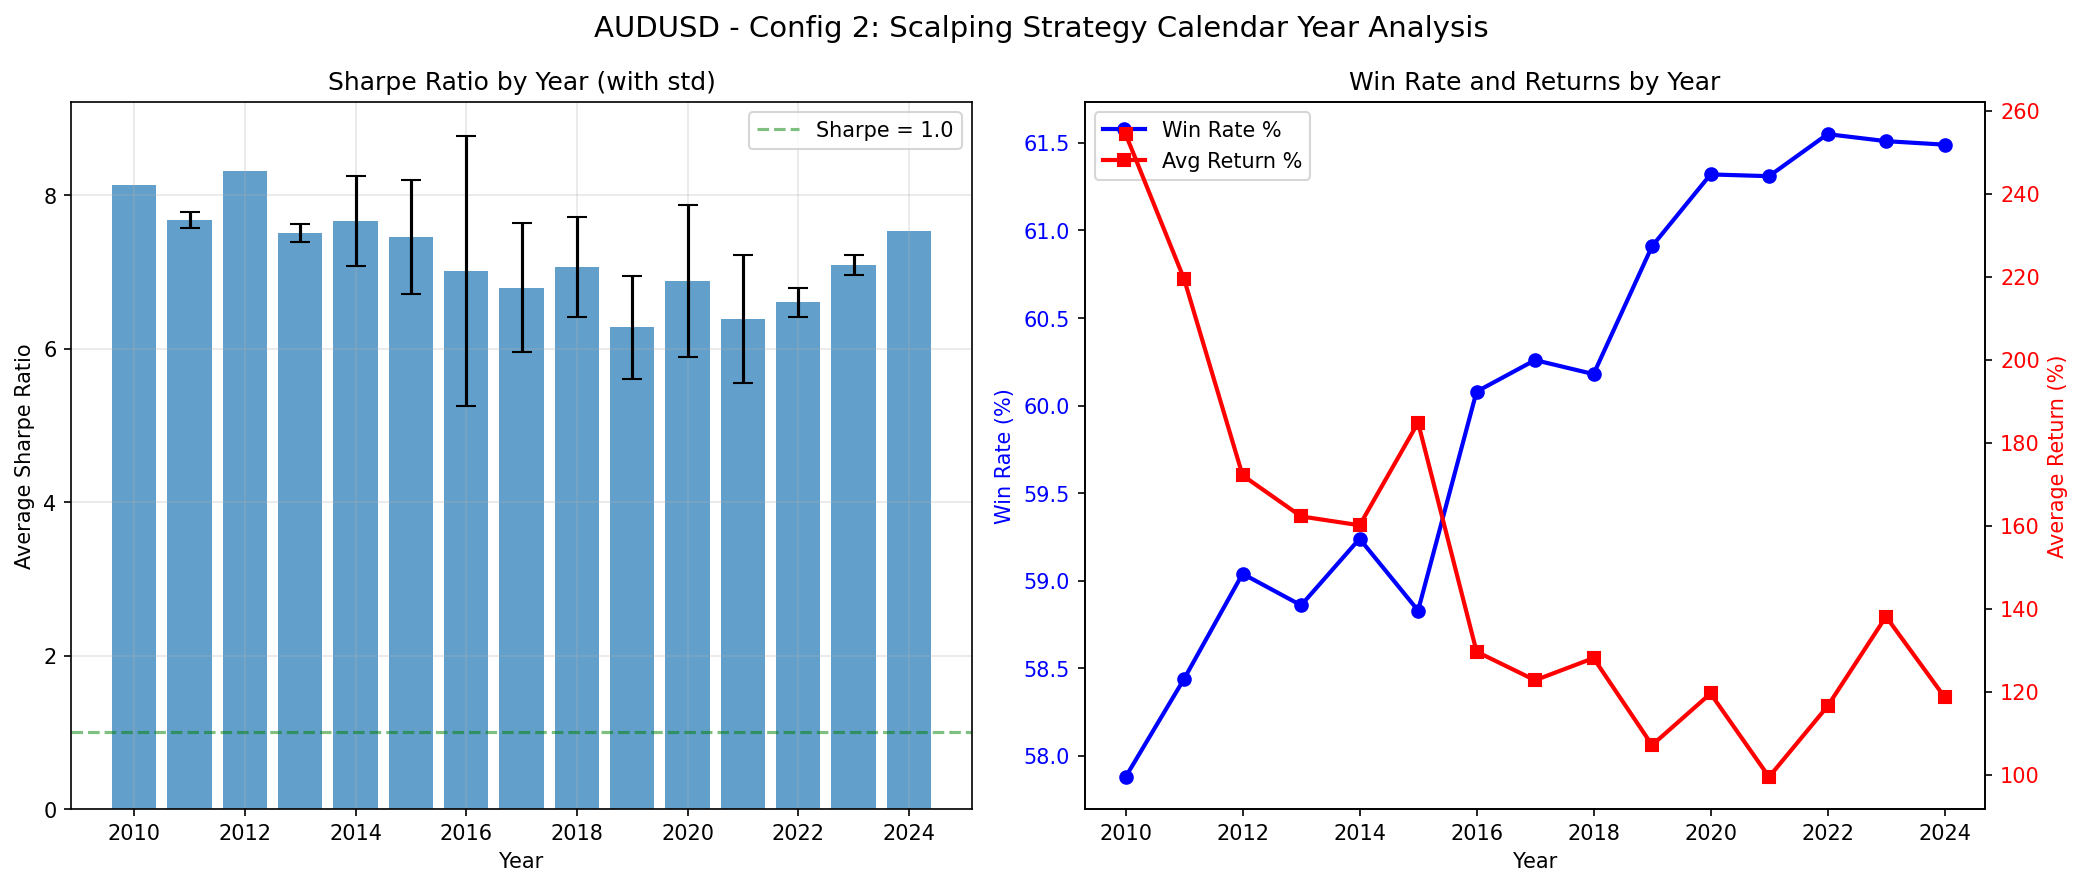 AUDUSD - Config 2: Scalping Strategy Calendar Year Analysis
Sharpe Ratio by Year (with std)
Sharpe = 1.0
Average Sharpe Ratio
8
6
4
2
0
2010 2012 2014 2016 2018 2020 2022 2024
Year
Win Rate and Returns by Year
Win Rate %
Avg Return %
Win Rate (%)
61.5
61.0
60.5
60.0
59.5
59.0
58.5
58.0
260
240
220
200
180
160
140
120
100
Average Return (%)
2010 2012 2014 2016 2018 2020 2022 2024
Year